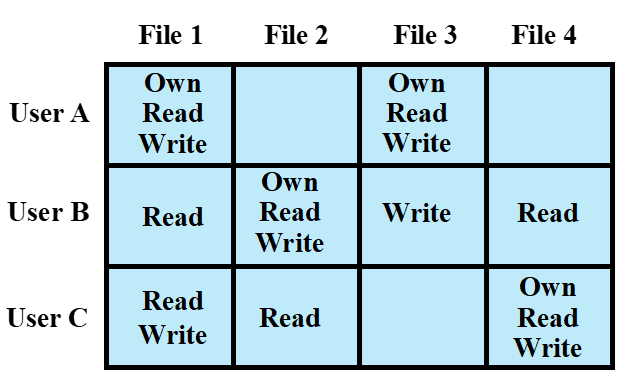 File 1 File 2 File 3 File 4
User A
Own
Read
Write
Own
Read
Write
User B
Read
Own
Read
Write
Write
Read
User C
Read
Write
Read
Own
Read
Write